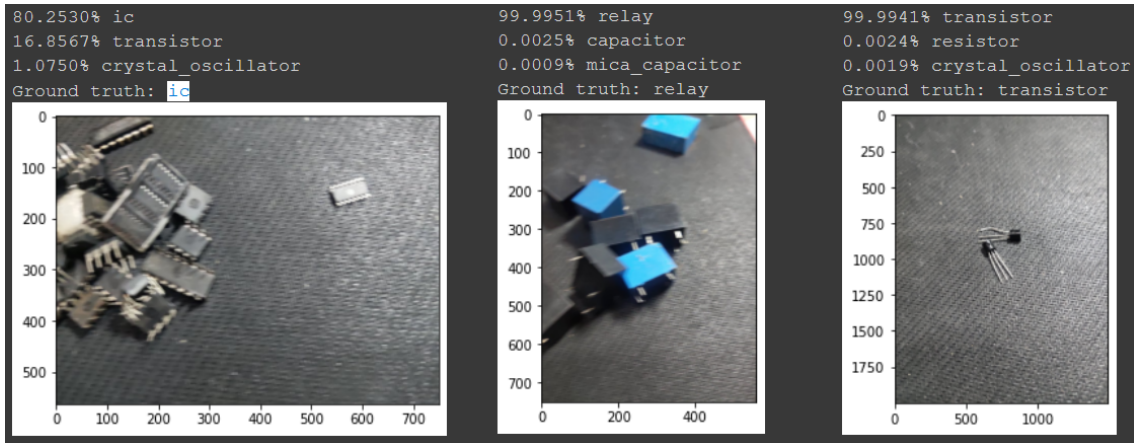 80.2530% ic
16.8567% transistor
1.0750% crystal_oscillator
Ground truth: ic
0
100
200
300
400
500
0 100 200 300 400 500 600 700
99.9951% relay
0.0025% capacitor
0.0009% mica_capacitor
Ground truth: relay
0
100
200
300
400
500
600
700
0 200 400
99.9941% transistor
0.0024% resistor
0.0019% crystal_oscillator
Ground truth: transistor
0
250
500
750
1000
1250
1500
1750
0 500 1000